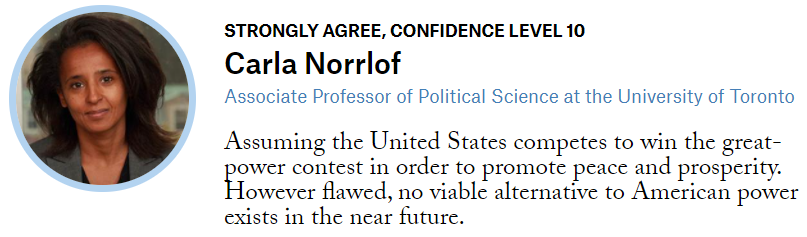 STRONGLY AGREE, CONFIDENCE LEVEL 10
Carla Norrlof
Associate Professor of Political Science at the University of Toronto
Assuming the United States competes to win the great-
power contest in order to promote peace and prosperity.
However flawed, no viable alternative to American power
exists in the near future.